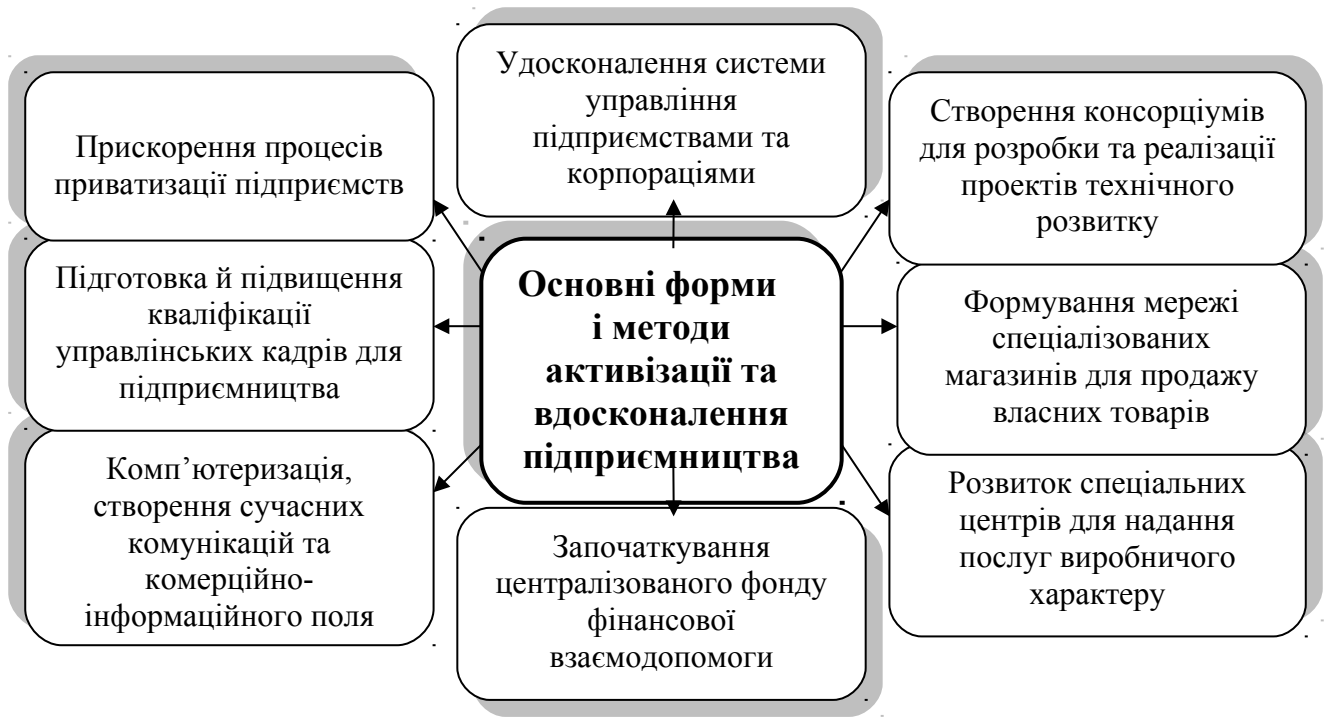 Удосконалення системи
управління
підприємствами та
корпораціями
Прискорення процесів
приватизації підприємств
Створення консорціумів
для розробки та реалізації
проектів технічного
розвитку
Підготовка й підвищення
кваліфікації
управлінських кадрів для
підприємництва
Основні форми
і методи
активізації та
вдосконалення
підприємництва
Формування мережі
спеціалізованих
магазинів для продажу
власних товарів
Комп’ютеризація,
створення сучасних
комунікацій та
комерційно-
інформаційного поля
Започаткування
централізованого фонду
фінансової
взаємодопомоги
Розвиток спеціальних
центрів для надання
послуг виробничого
характеру